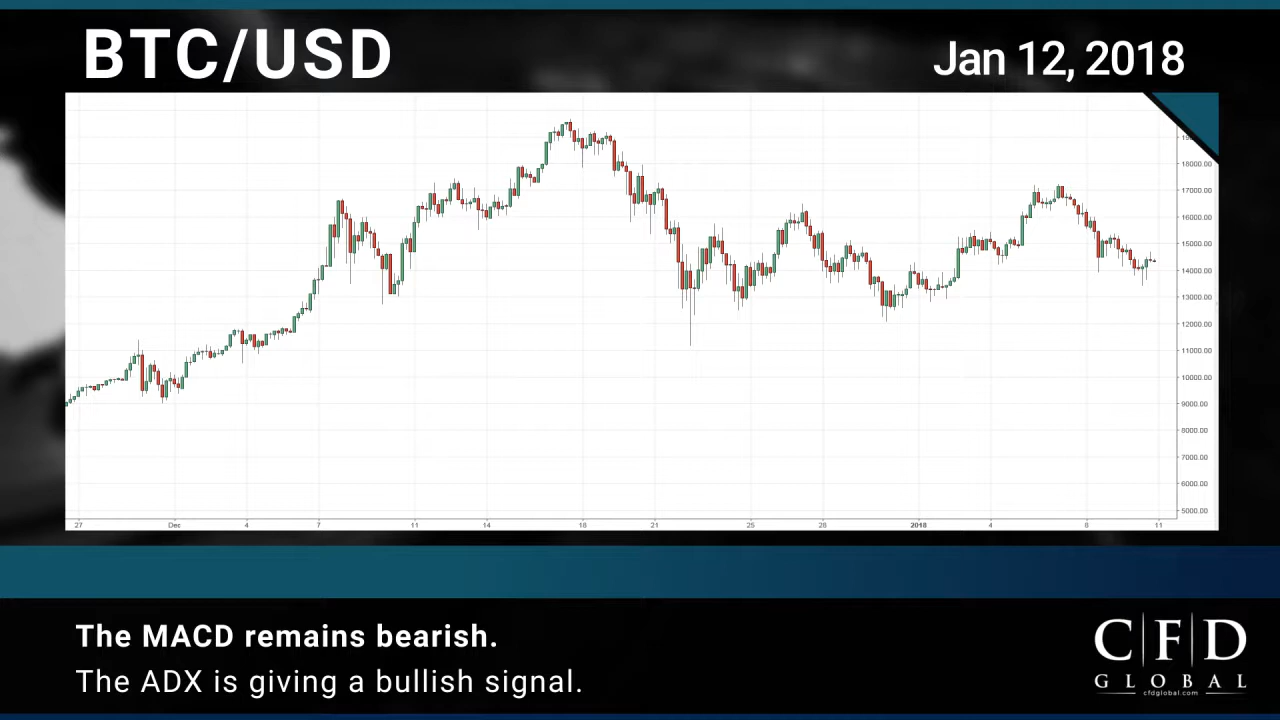 BTC/USD
Jan 12, 2018
18000.00
17000.00
16000.00
15000.00
14000.00
13000.00
12000.00
11000.00
10000.00
9000.00
8000.00
7000.00
6000.00
5000.00
27 Dec 4 7 11 14 18 21 25 28 2018 4 8 11
The MACD remains bearish.
The ADX is giving a bullish signal.
CFD
GLOBAL
cfdglobal.com